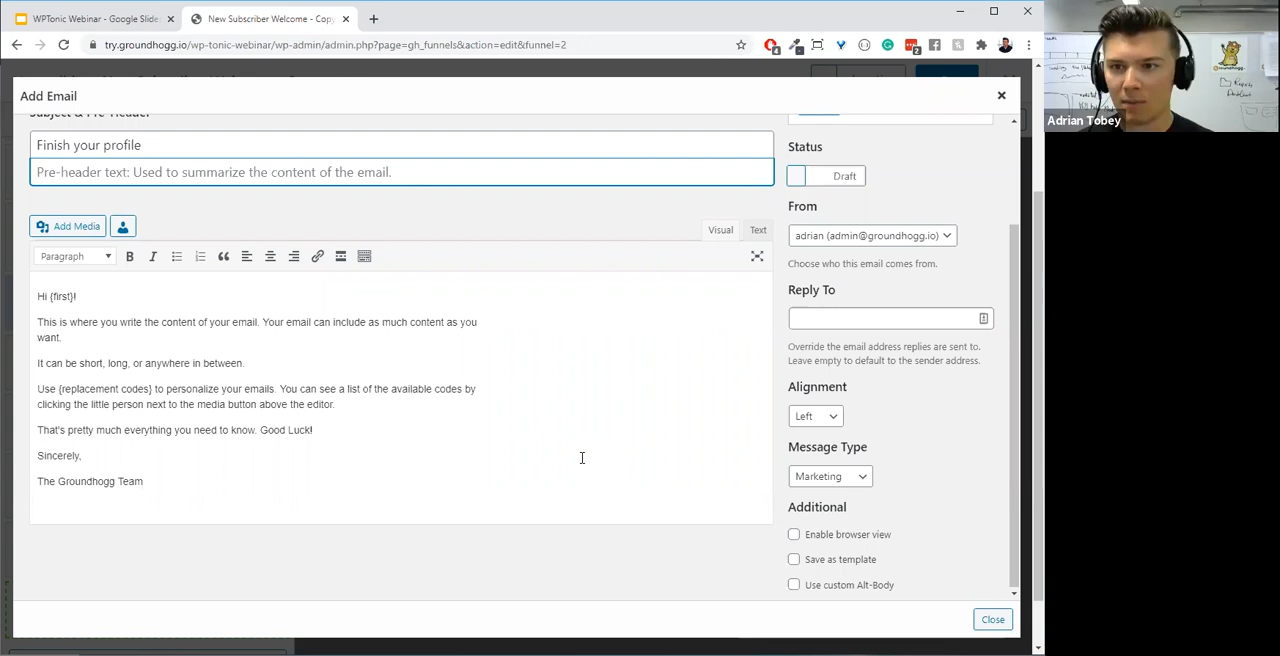 WPTonic Webinar - Google Slide
New Subscriber Welcome - Copy
try.groundhogg.io/wp-tonic-webinar/wp-admin/admin.php?page=gh_funnels&action=edit&funnel=2
Adrian Tobey
Add Email
Subject & Pre-Header
Finish your profile
Pre-header text: Used to summarize the content of the email.
Add Media
Visual
Text
Paragraph
Hi {first}!
This is where you write the content of your email. Your email can include as much content as you
want.
It can be short, long, or anywhere in between.
Use {replacement codes} to personalize your emails. You can see a list of the available codes by
clicking the little person next to the media button above the editor.
That's pretty much everything you need to know. Good Luck!
Sincerely,
The Groundhogg Team
Status
Draft
From
adrian (admin@groundhogg.io)
Choose who this email comes from.
Reply To
Override the email address replies are sent to.
Leave empty to default to the sender address.
Alignment
Left
Message Type
Marketing
Additional
Enable browser view
Save as template
Use custom Alt-Body
Close